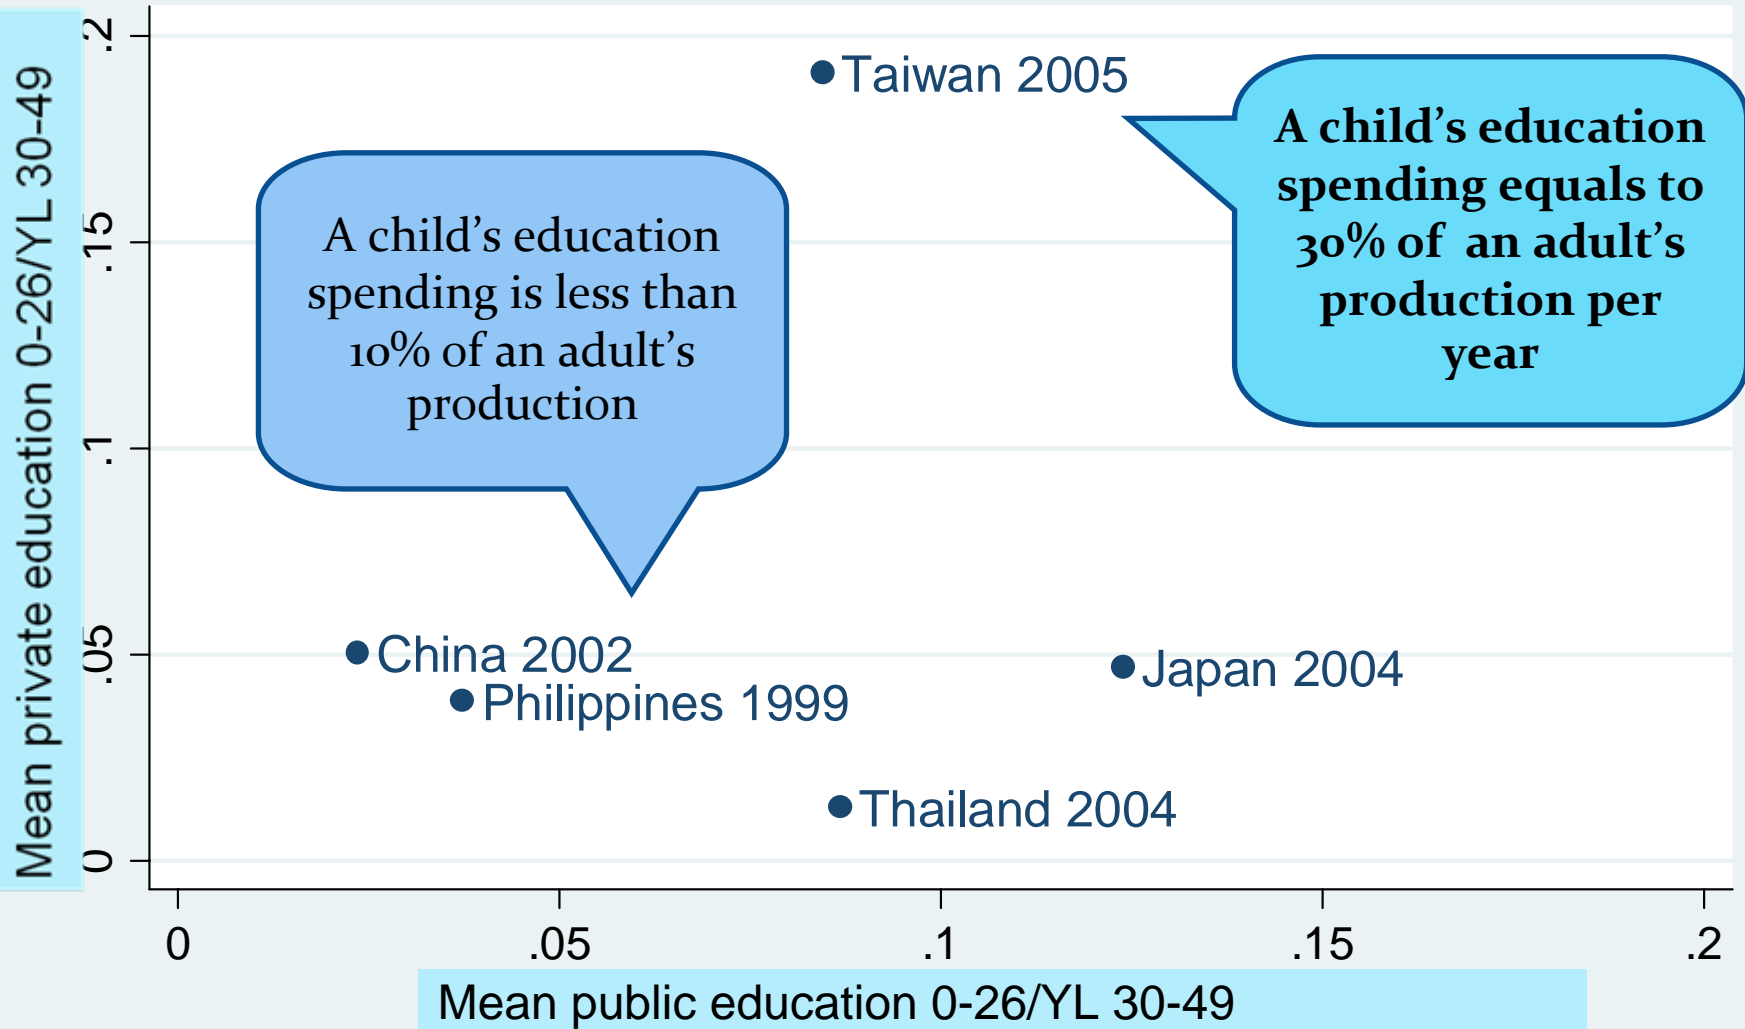 Mean private education 0-26/YL 30-49
.2
.15
.1
.05
0
Taiwan 2005
A child’s education
spending equals to
30% of an adult’s
production per
year
A child’s education
spending is less than
10% of an adult’s
production
China 2002
Philippines 1999
Japan 2004
Thailand 2004
0 .05 .1 .15 .2
Mean public education 0-26/YL 30-49